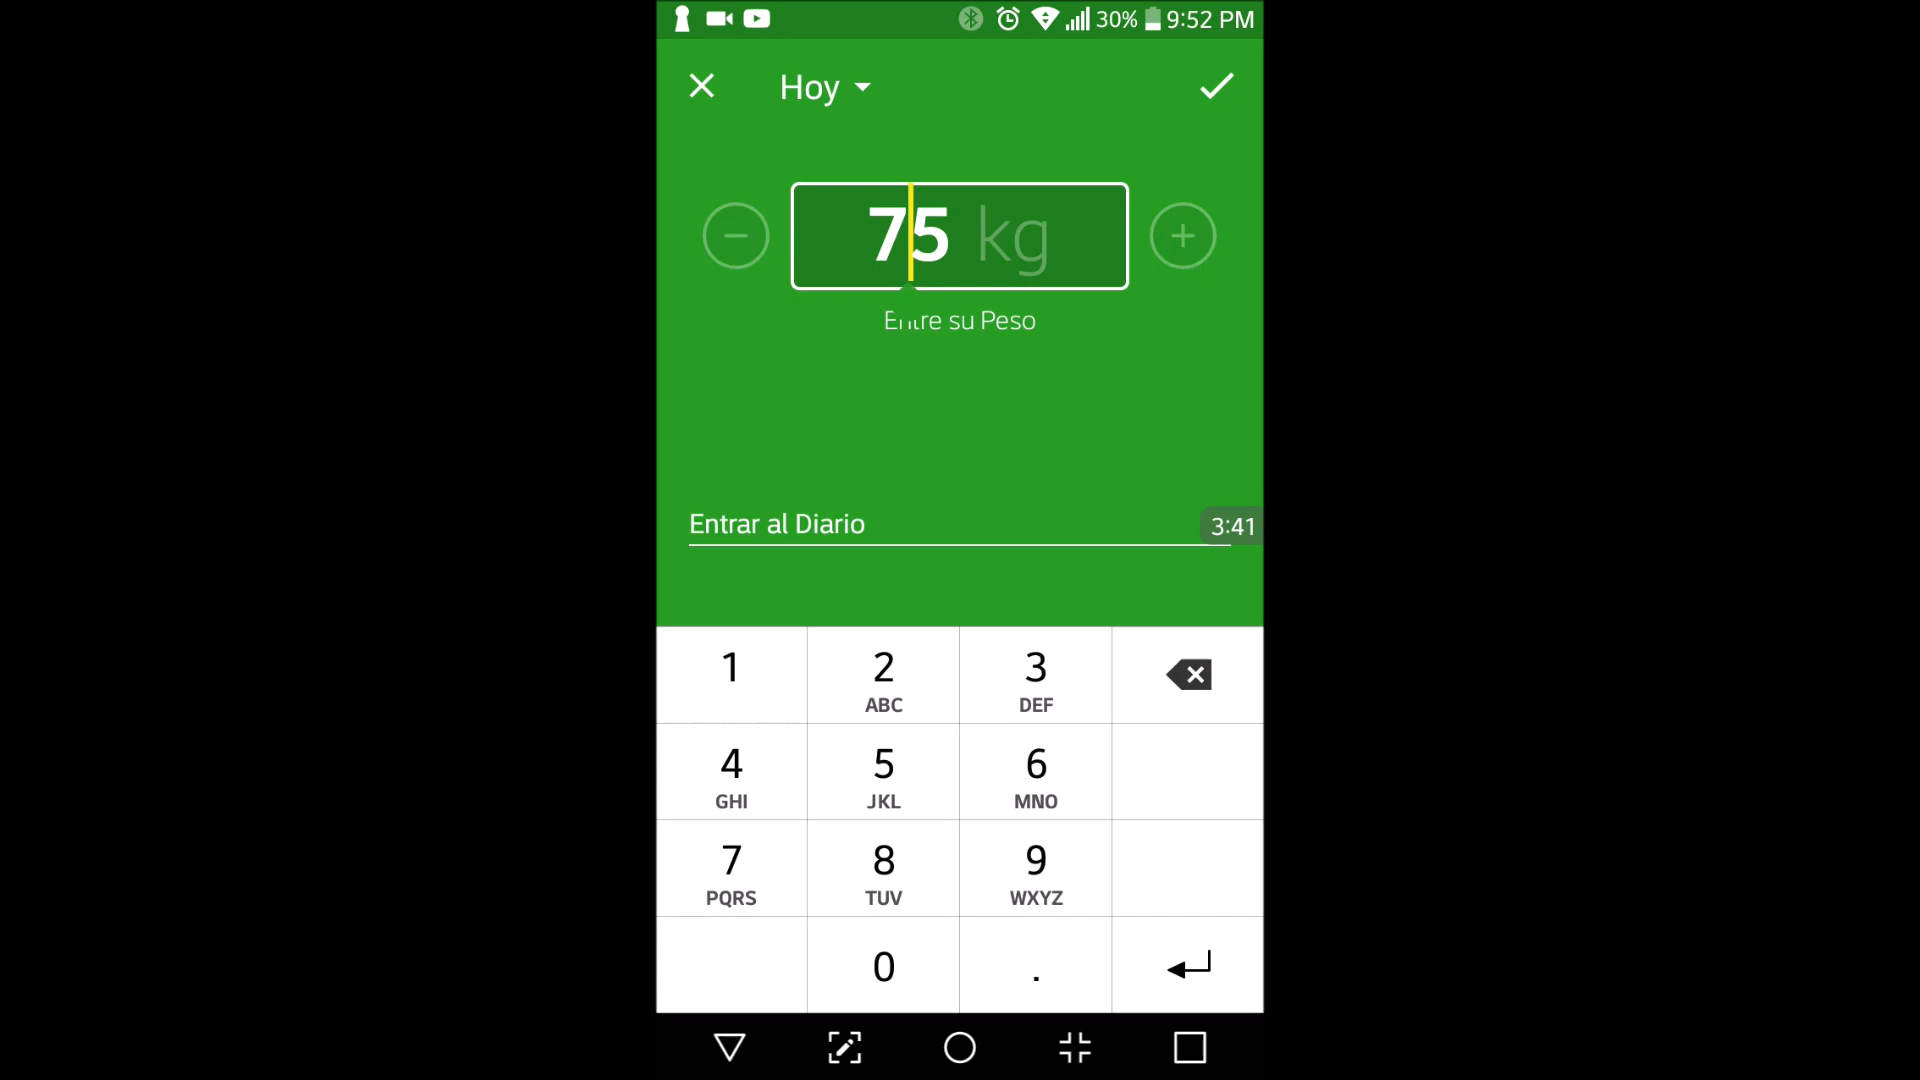 30% 9:52 PM
Hoy
75 kg
Entre su Peso
Entrar al Diario
3:41
1 2 3
ABC DEF
4 5 6
GHI JKL MNO
7 8 9
PQRS TUV WXYZ
0 .